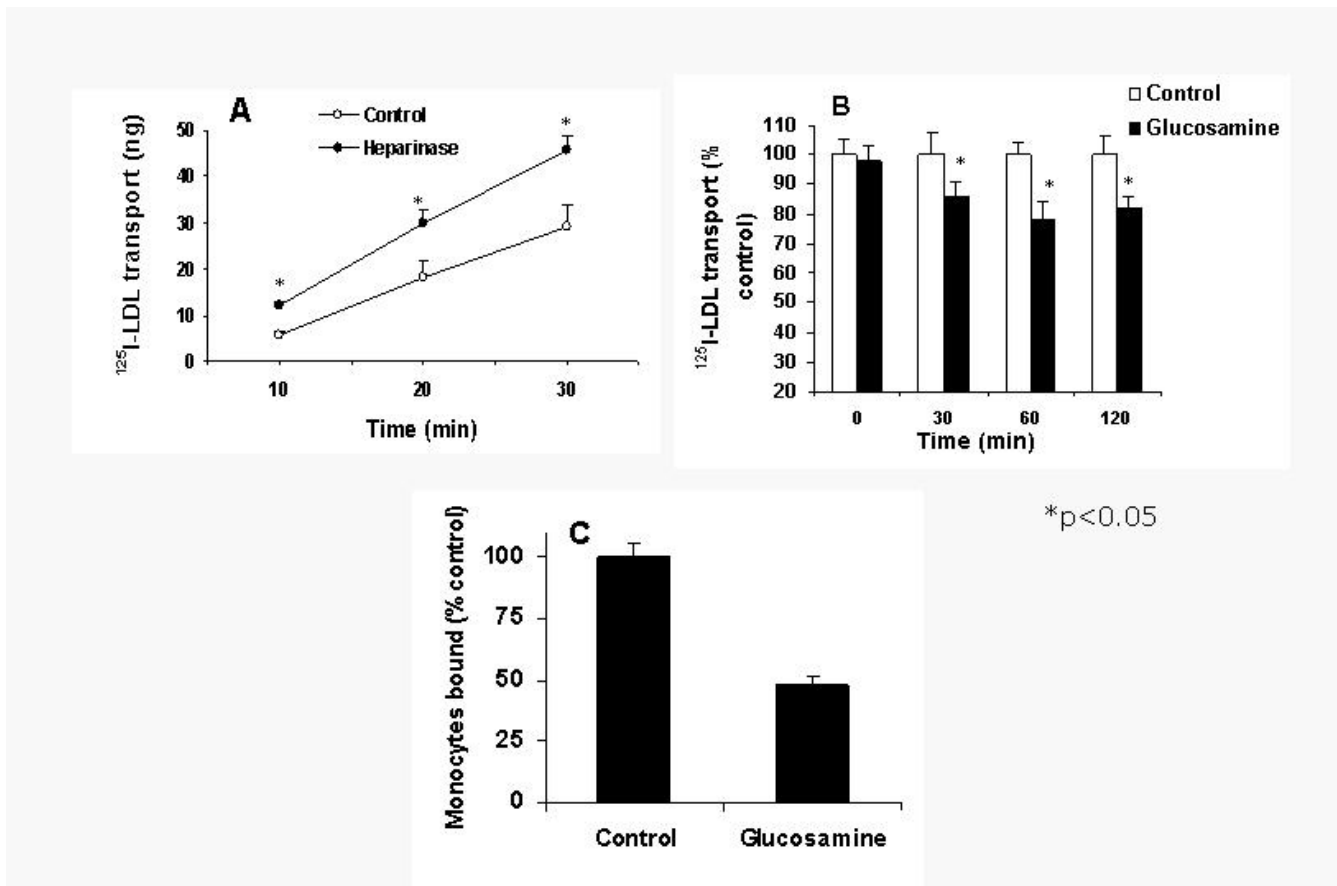 A
Control
Heparinase
¹²⁵I-LDL transport (ng)
50
40
30
20
10
0
*
*
*
10 20 30
Time (min)
B
Control
Glucosamine
¹²⁵I-LDL transport (%
control)
110
100
90
80
70
60
50
40
30
20
*
*
*
0 30 60 120
Time (min)
*p<0.05
C
Monocytes bound (% control)
100
75
50
25
0
Control Glucosamine